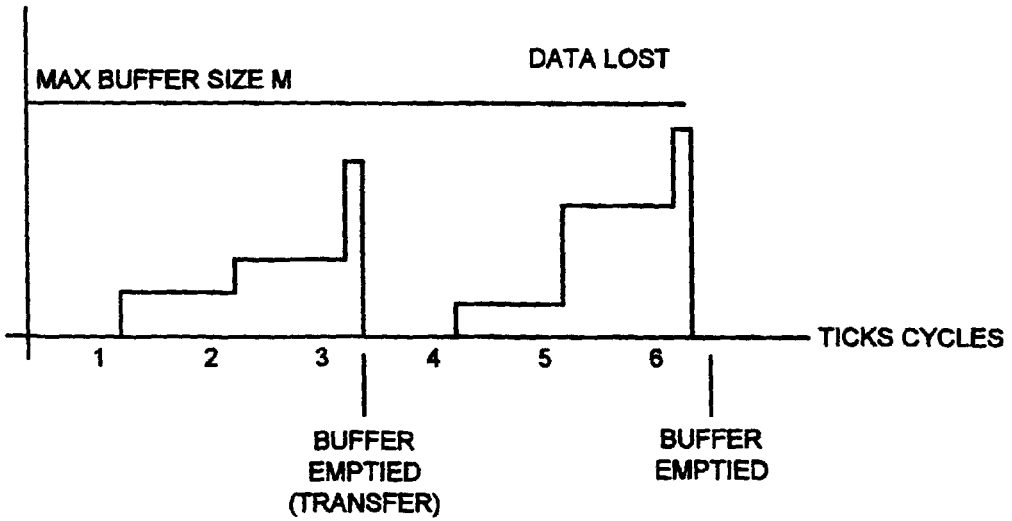 DATA LOST
MAX BUFFER SIZE M
TICKS CYCLES
1 2 3 4 5 6
BUFFER
EMPTIED
(TRANSFER)
BUFFER
EMPTIED